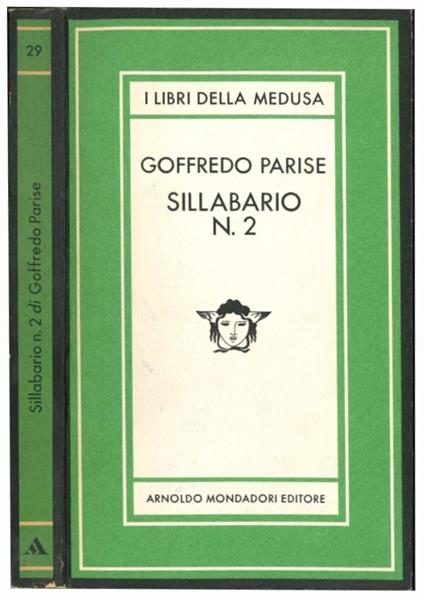 29
Sillabario n. 2 di Goffredo Parise
I LIBRI DELLA MEDUSA
GOFFREDO PARISE
SILLABARIO
N. 2
ARNOLDO MONDADORI EDITORE